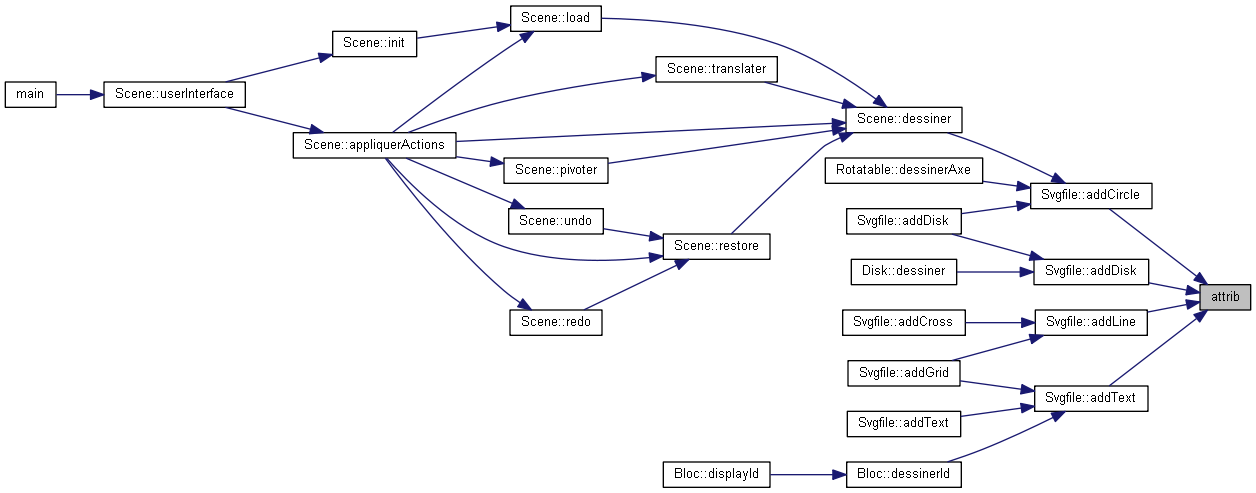 Scene::load
Scene::init
Scene::translater
main
Scene::userInterface
Scene::dessiner
Scene::appliquerActions
Scene::pivoter
Rotatable::dessinerAxe
Svgfile::addCircle
Scene::undo
Svgfile::addDisk
Scene::restore
Disk::dessiner
Svgfile::addDisk
attrib
Scene::redo
Svgfile::addCross
Svgfile::addLine
Svgfile::addGrid
Svgfile::addText
Svgfile::addText
Bloc::displayId
Bloc::dessinerId